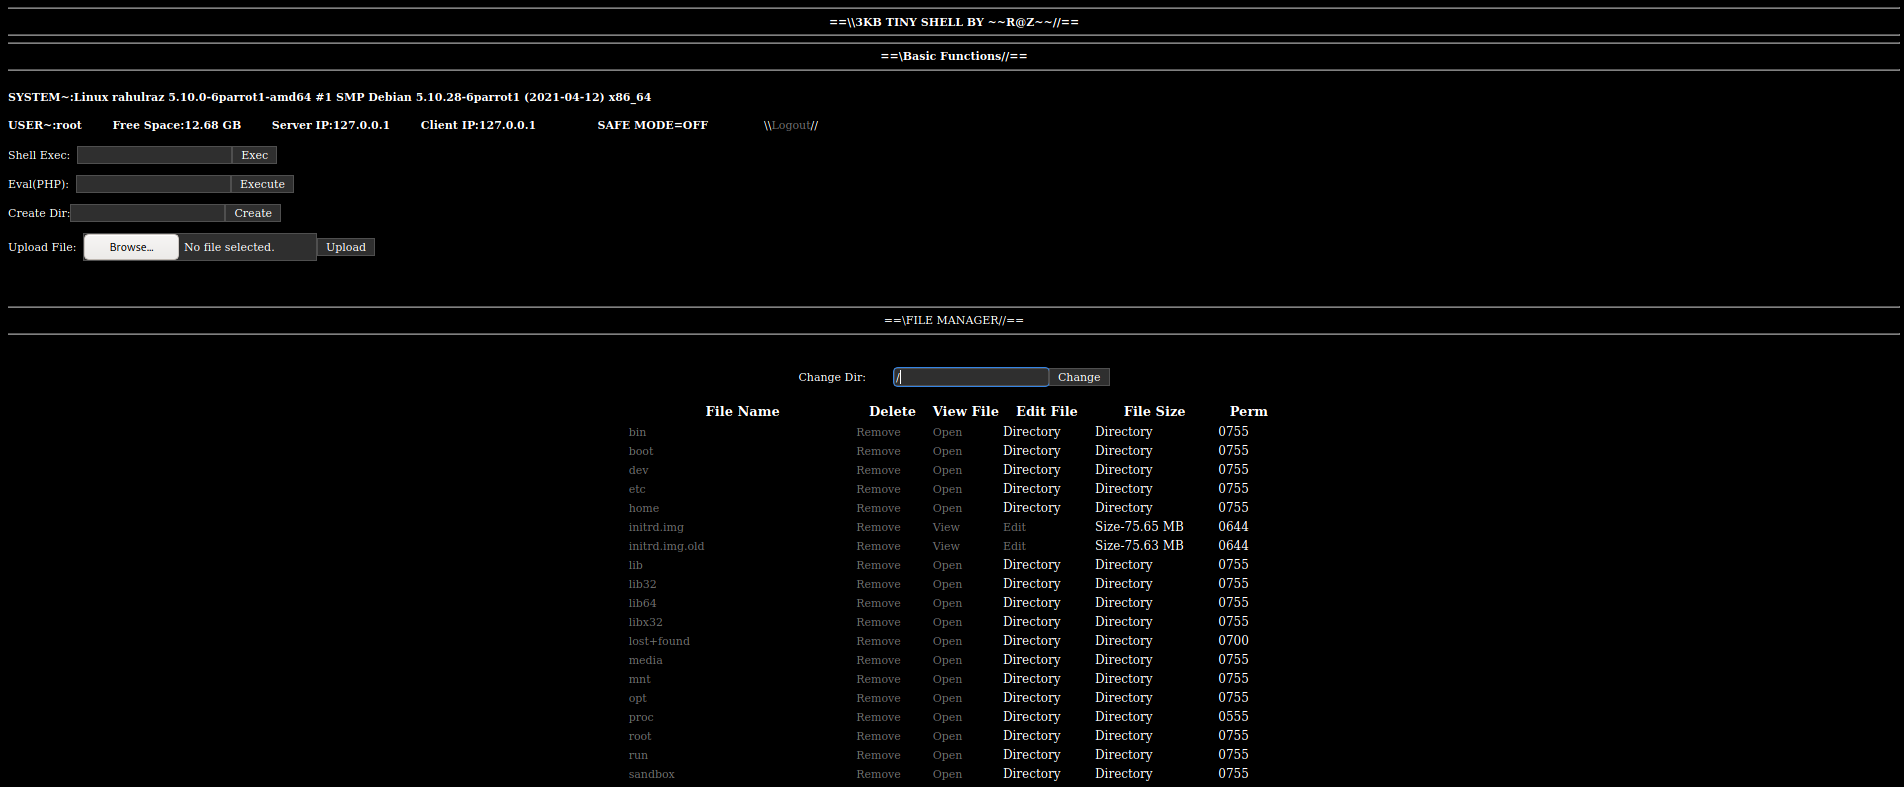 ==\\3KB TINY SHELL BY ~~R@Z~~//==
==\Basic Functions//==
SYSTEM~:Linux rahulraz 5.10.0-6parrot1-amd64 #1 SMP Debian 5.10.28-6parrot1 (2021-04-12) x86_64
USER~:root Free Space:12.68 GB Server IP:127.0.0.1 Client IP:127.0.0.1 SAFE MODE=OFF \\Logout//
Shell Exec: Exec
Eval(PHP): Execute
Create Dir: Create
Upload File: Browse... No file selected. Upload
==\FILE MANAGER//==
Change Dir: / Change
File Name Delete View File Edit File File Size Perm
bin Remove Open Directory Directory 0755
boot Remove Open Directory Directory 0755
dev Remove Open Directory Directory 0755
etc Remove Open Directory Directory 0755
home Remove Open Directory Directory 0755
initrd.img Remove View Edit Size-75.65 MB 0644
initrd.img.old Remove View Edit Size-75.63 MB 0644
lib Remove Open Directory Directory 0755
lib32 Remove Open Directory Directory 0755
lib64 Remove Open Directory Directory 0755
libx32 Remove Open Directory Directory 0755
lost+found Remove Open Directory Directory 0700
media Remove Open Directory Directory 0755
mnt Remove Open Directory Directory 0755
opt Remove Open Directory Directory 0755
proc Remove Open Directory Directory 0555
root Remove Open Directory Directory 0755
run Remove Open Directory Directory 0755
sandbox Remove Open Directory Directory 0755